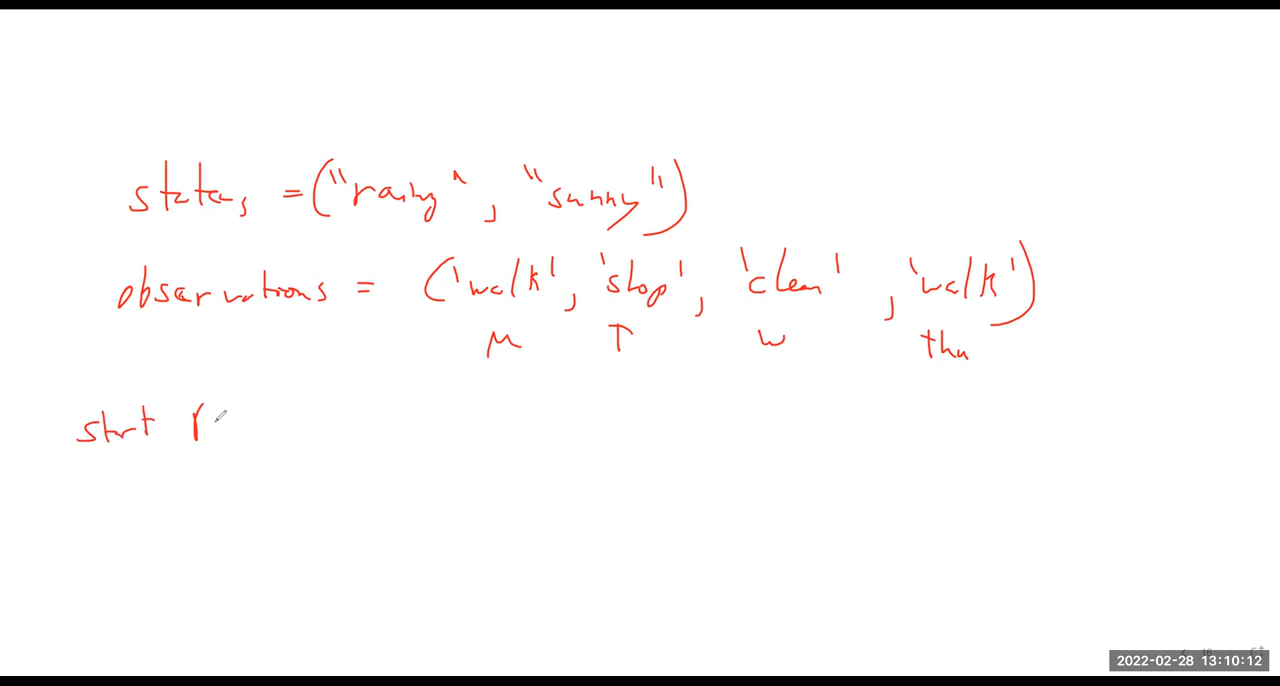 states = ("rainy", "sunny")
observations = ('walk', 'shop', 'clean', 'walk')
M T W thu
start
2022-02-28 13:10:12